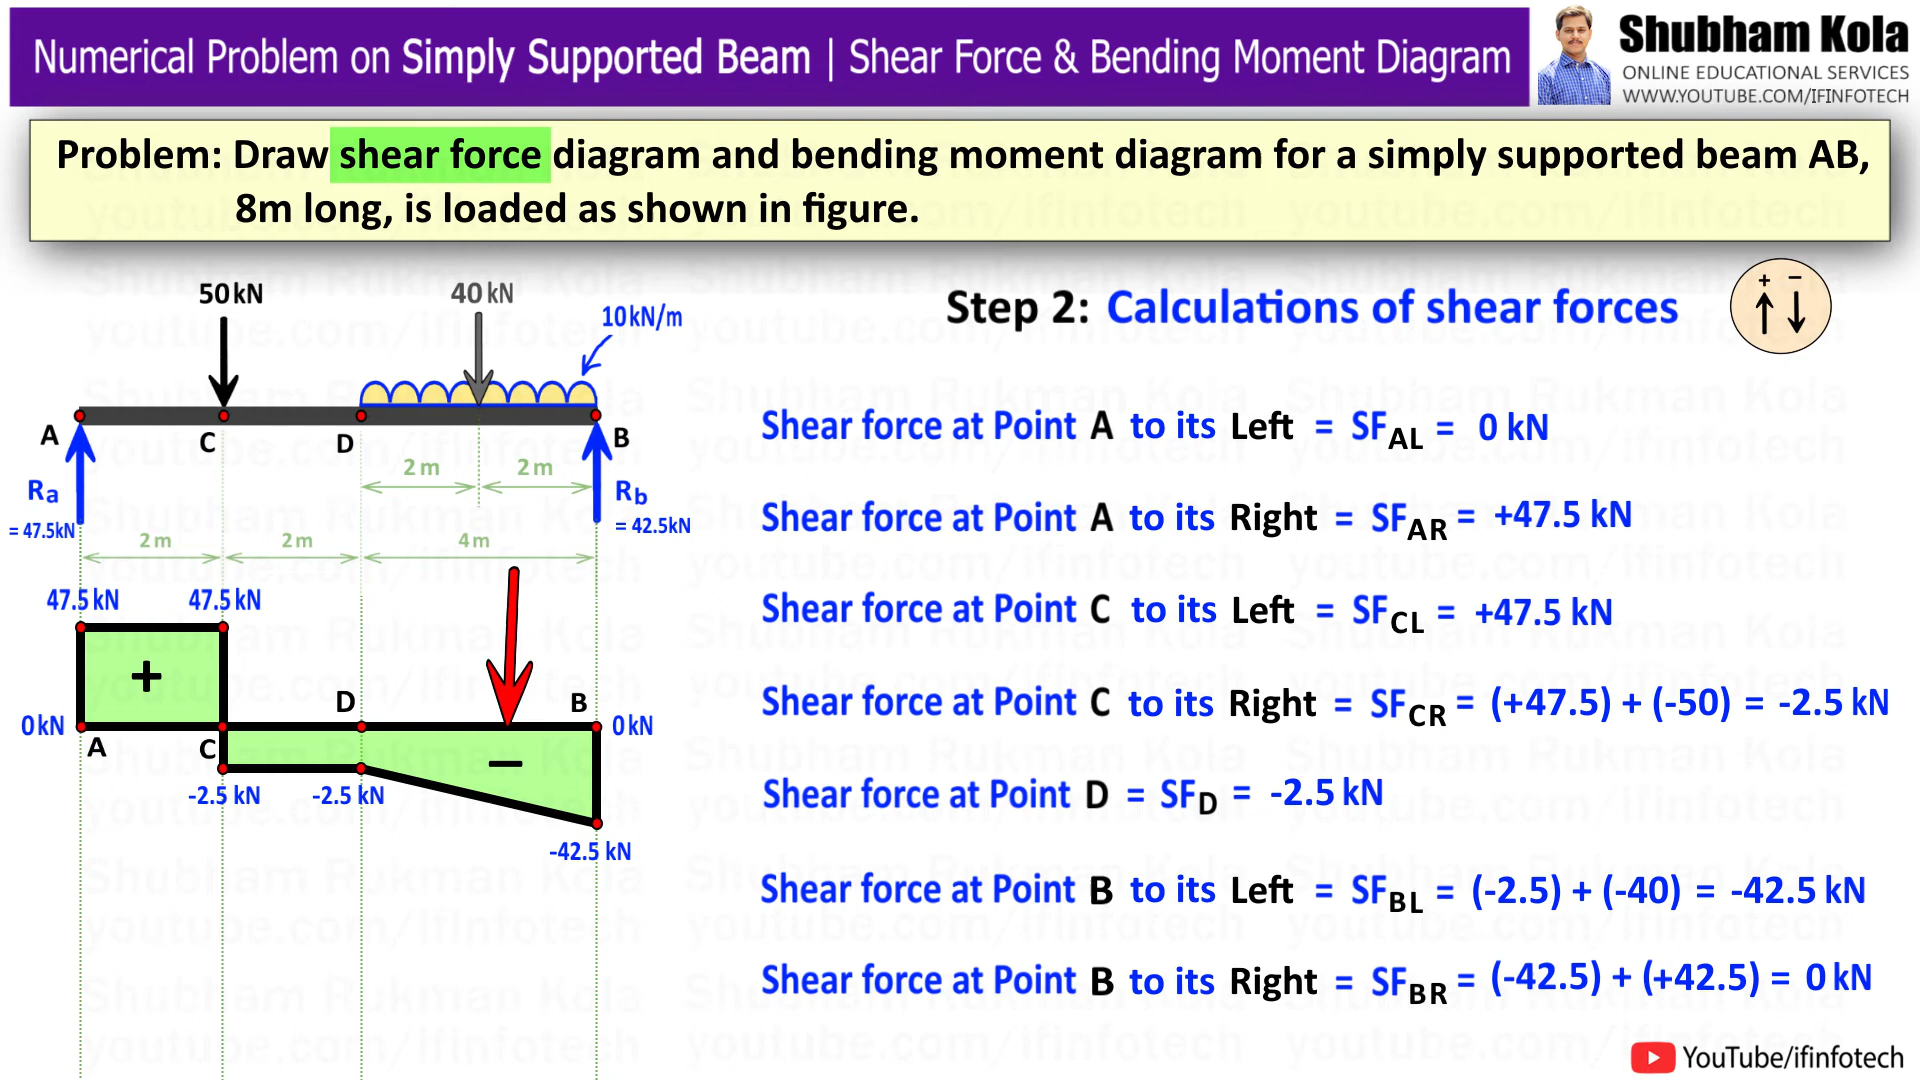 Numerical Problem on Simply Supported Beam | Shear Force & Bending Moment Diagram
Shubham Kola
ONLINE EDUCATIONAL SERVICES
WWW.YOUTUBE.COM/IFINFOTECH
Problem: Draw shear force diagram and bending moment diagram for a simply supported beam AB,
8m long, is loaded as shown in figure.
50kN
40kN
10kN/m
A
C
D
B
2m
2m
Ra
= 47.5kN
Rb
= 42.5kN
2m
2m
4m
47.5 kN
47.5 kN
+
D
B
0kN
0kN
A
C
−
-2.5 kN
-2.5 kN
-42.5 kN
Step 2: Calculations of shear forces
+ −
Shear force at Point A to its Left = SFAL = 0 kN
Shear force at Point A to its Right = SFAR = +47.5 kN
Shear force at Point C to its Left = SFCL = +47.5 kN
Shear force at Point C to its Right = SFCR = (+47.5) + (-50) = -2.5 kN
Shear force at Point D = SFD = -2.5 kN
Shear force at Point B to its Left = SFBL = (-2.5) + (-40) = -42.5 kN
Shear force at Point B to its Right = SFBR = (-42.5) + (+42.5) = 0 kN
YouTube/ifinfotech
Shubham Rukman Kola
youtube.com/ifinfotech